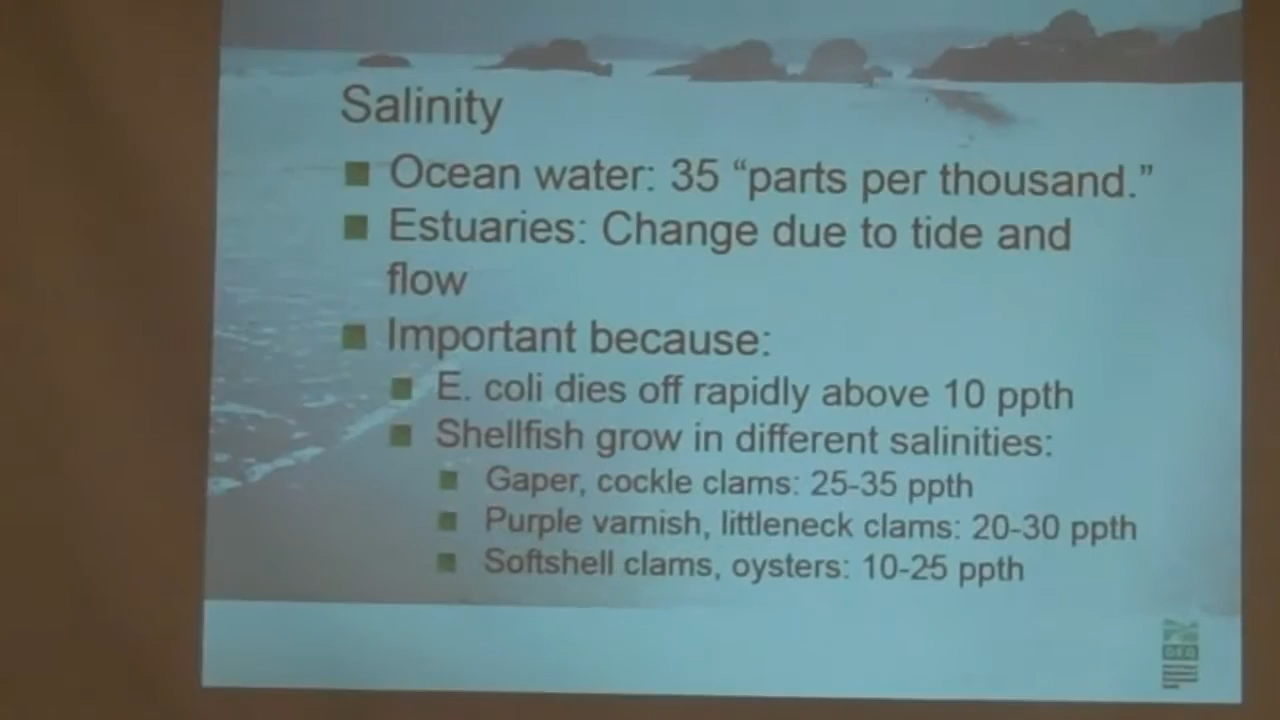 Salinity
Ocean water: 35 “parts per thousand.”
Estuaries: Change due to tide and
flow
Important because:
E. coli dies off rapidly above 10 ppth
Shellfish grow in different salinities:
Gaper, cockle clams: 25-35 ppth
Purple varnish, littleneck clams: 20-30 ppth
Softshell clams, oysters: 10-25 ppth
DEQ